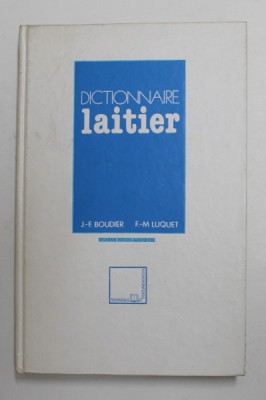 DICTIONNAIRE
laitier
J.-F. BOUDIER F.-M LUQUET